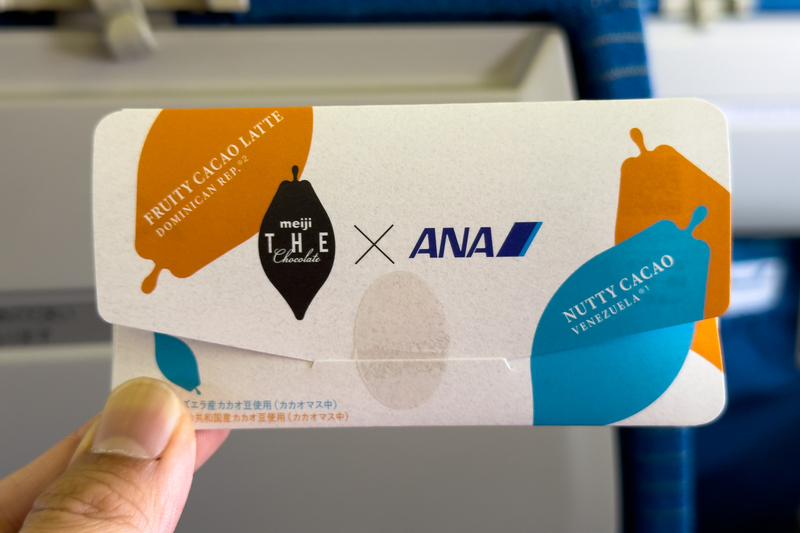 FRUITY CACAO LATTE
DOMINICAN REP.※2
meiji
THE
Chocolate
× ANA
NUTTY CACAO
VENEZUELA※1
ズエラ産カカオ豆使用(カカオマス中)
共和国産カカオ豆使用(カカオマス中)